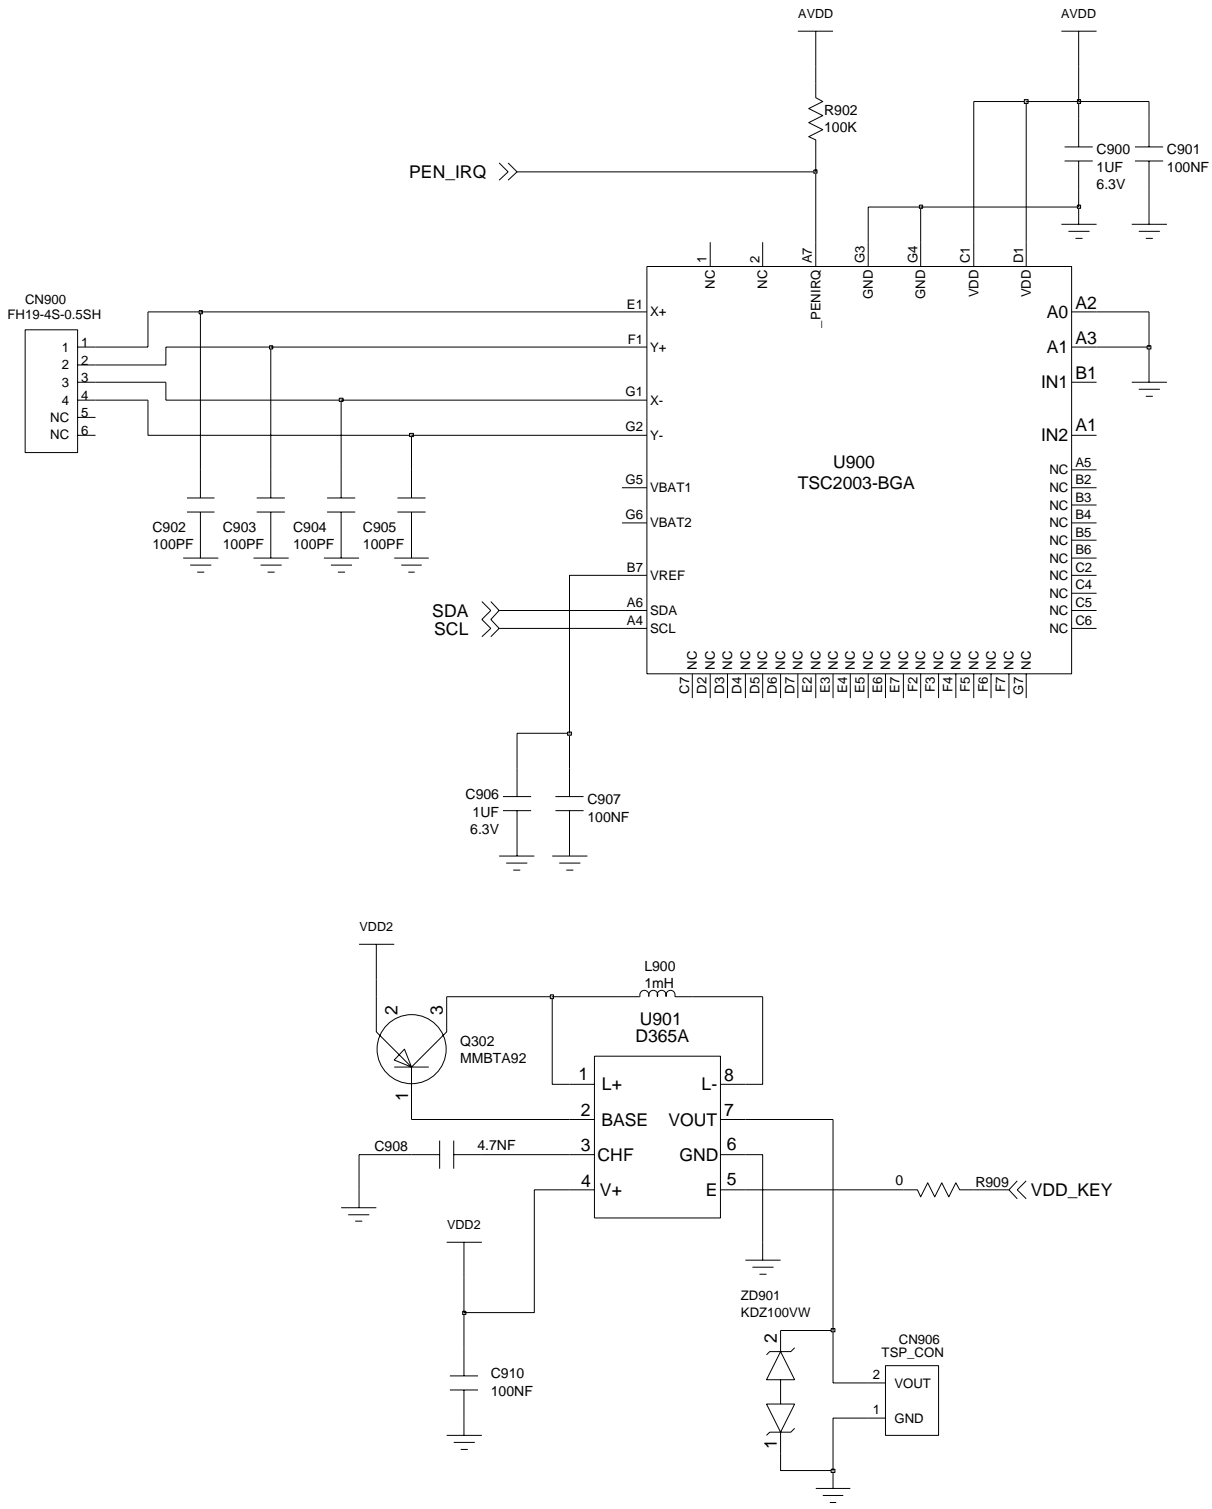 AVDD
AVDD
R902
100K
C900
1UF
6.3V
C901
100NF
PEN_IRQ
1
2
A7
G3
G4
C1
D1
NC
NC
_PENIRQ
GND
GND
VDD
VDD
CN900
FH19-4S-0.5SH
1 1
2 2
3 3
4 4
NC 5
NC 6
E1 X+
F1 Y+
G1 X-
G2 Y-
G5 VBAT1
G6 VBAT2
B7 VREF
A6 SDA
A4 SCL
A0 A2
A1 A3
IN1 B1
IN2 A1
U900
TSC2003-BGA
NC A5
NC B2
NC B3
NC B4
NC B5
NC B6
NC C2
NC C4
NC C5
NC C6
C902
100PF
C903
100PF
C904
100PF
C905
100PF
SDA
SCL
NC NC NC NC NC NC NC NC NC NC NC NC NC NC NC NC NC NC NC NC
C7 D2 D3 D4 D5 D6 D7 E2 E3 E4 E5 E6 E7 F2 F3 F4 F5 F6 F7 G7
C906
1UF
6.3V
C907
100NF
VDD2
2
3
1
Q302
MMBTA92
L900
1mH
U901
D365A
1 L+
2 BASE
3 CHF
4 V+
L- 8
VOUT 7
GND 6
E 5
C908
4.7NF
0
R909
VDD_KEY
VDD2
C910
100NF
ZD901
KDZ100VW
2
1
CN906
TSP_CON
2 VOUT
1 GND